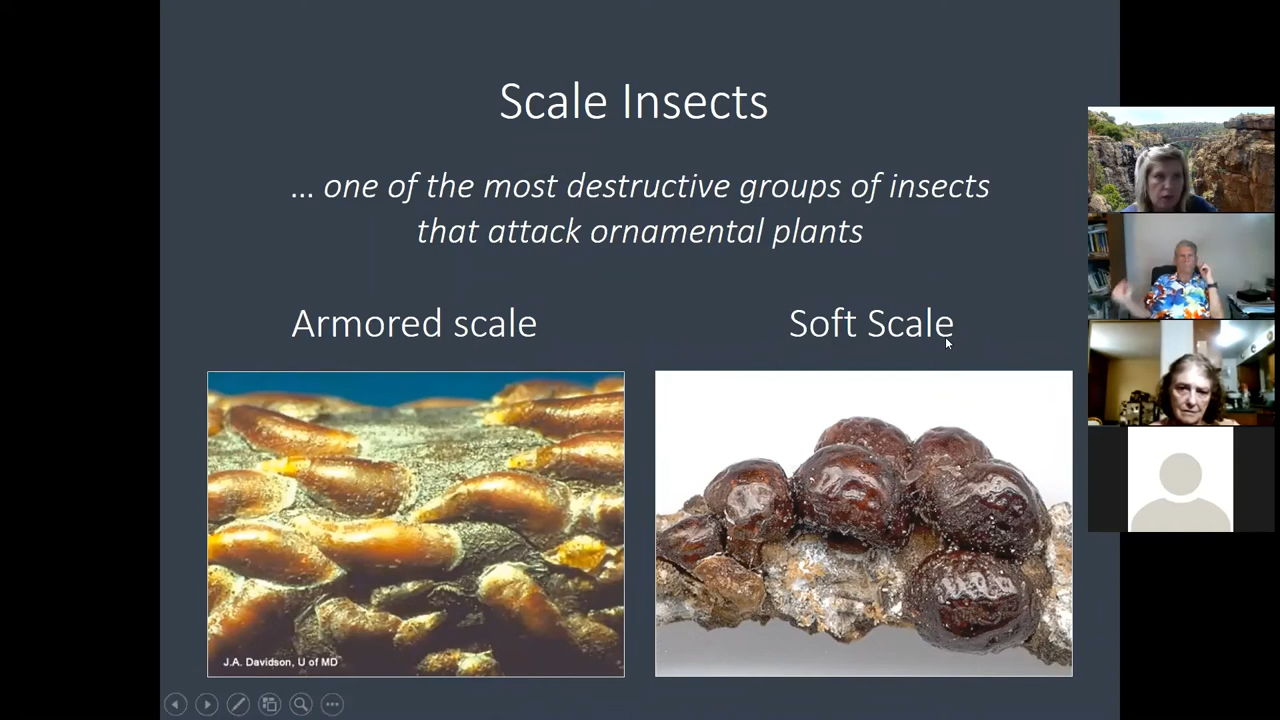 Scale Insects
... one of the most destructive groups of insects
that attack ornamental plants
Armored scale
Soft Scale
J.A. Davidson, U of MD